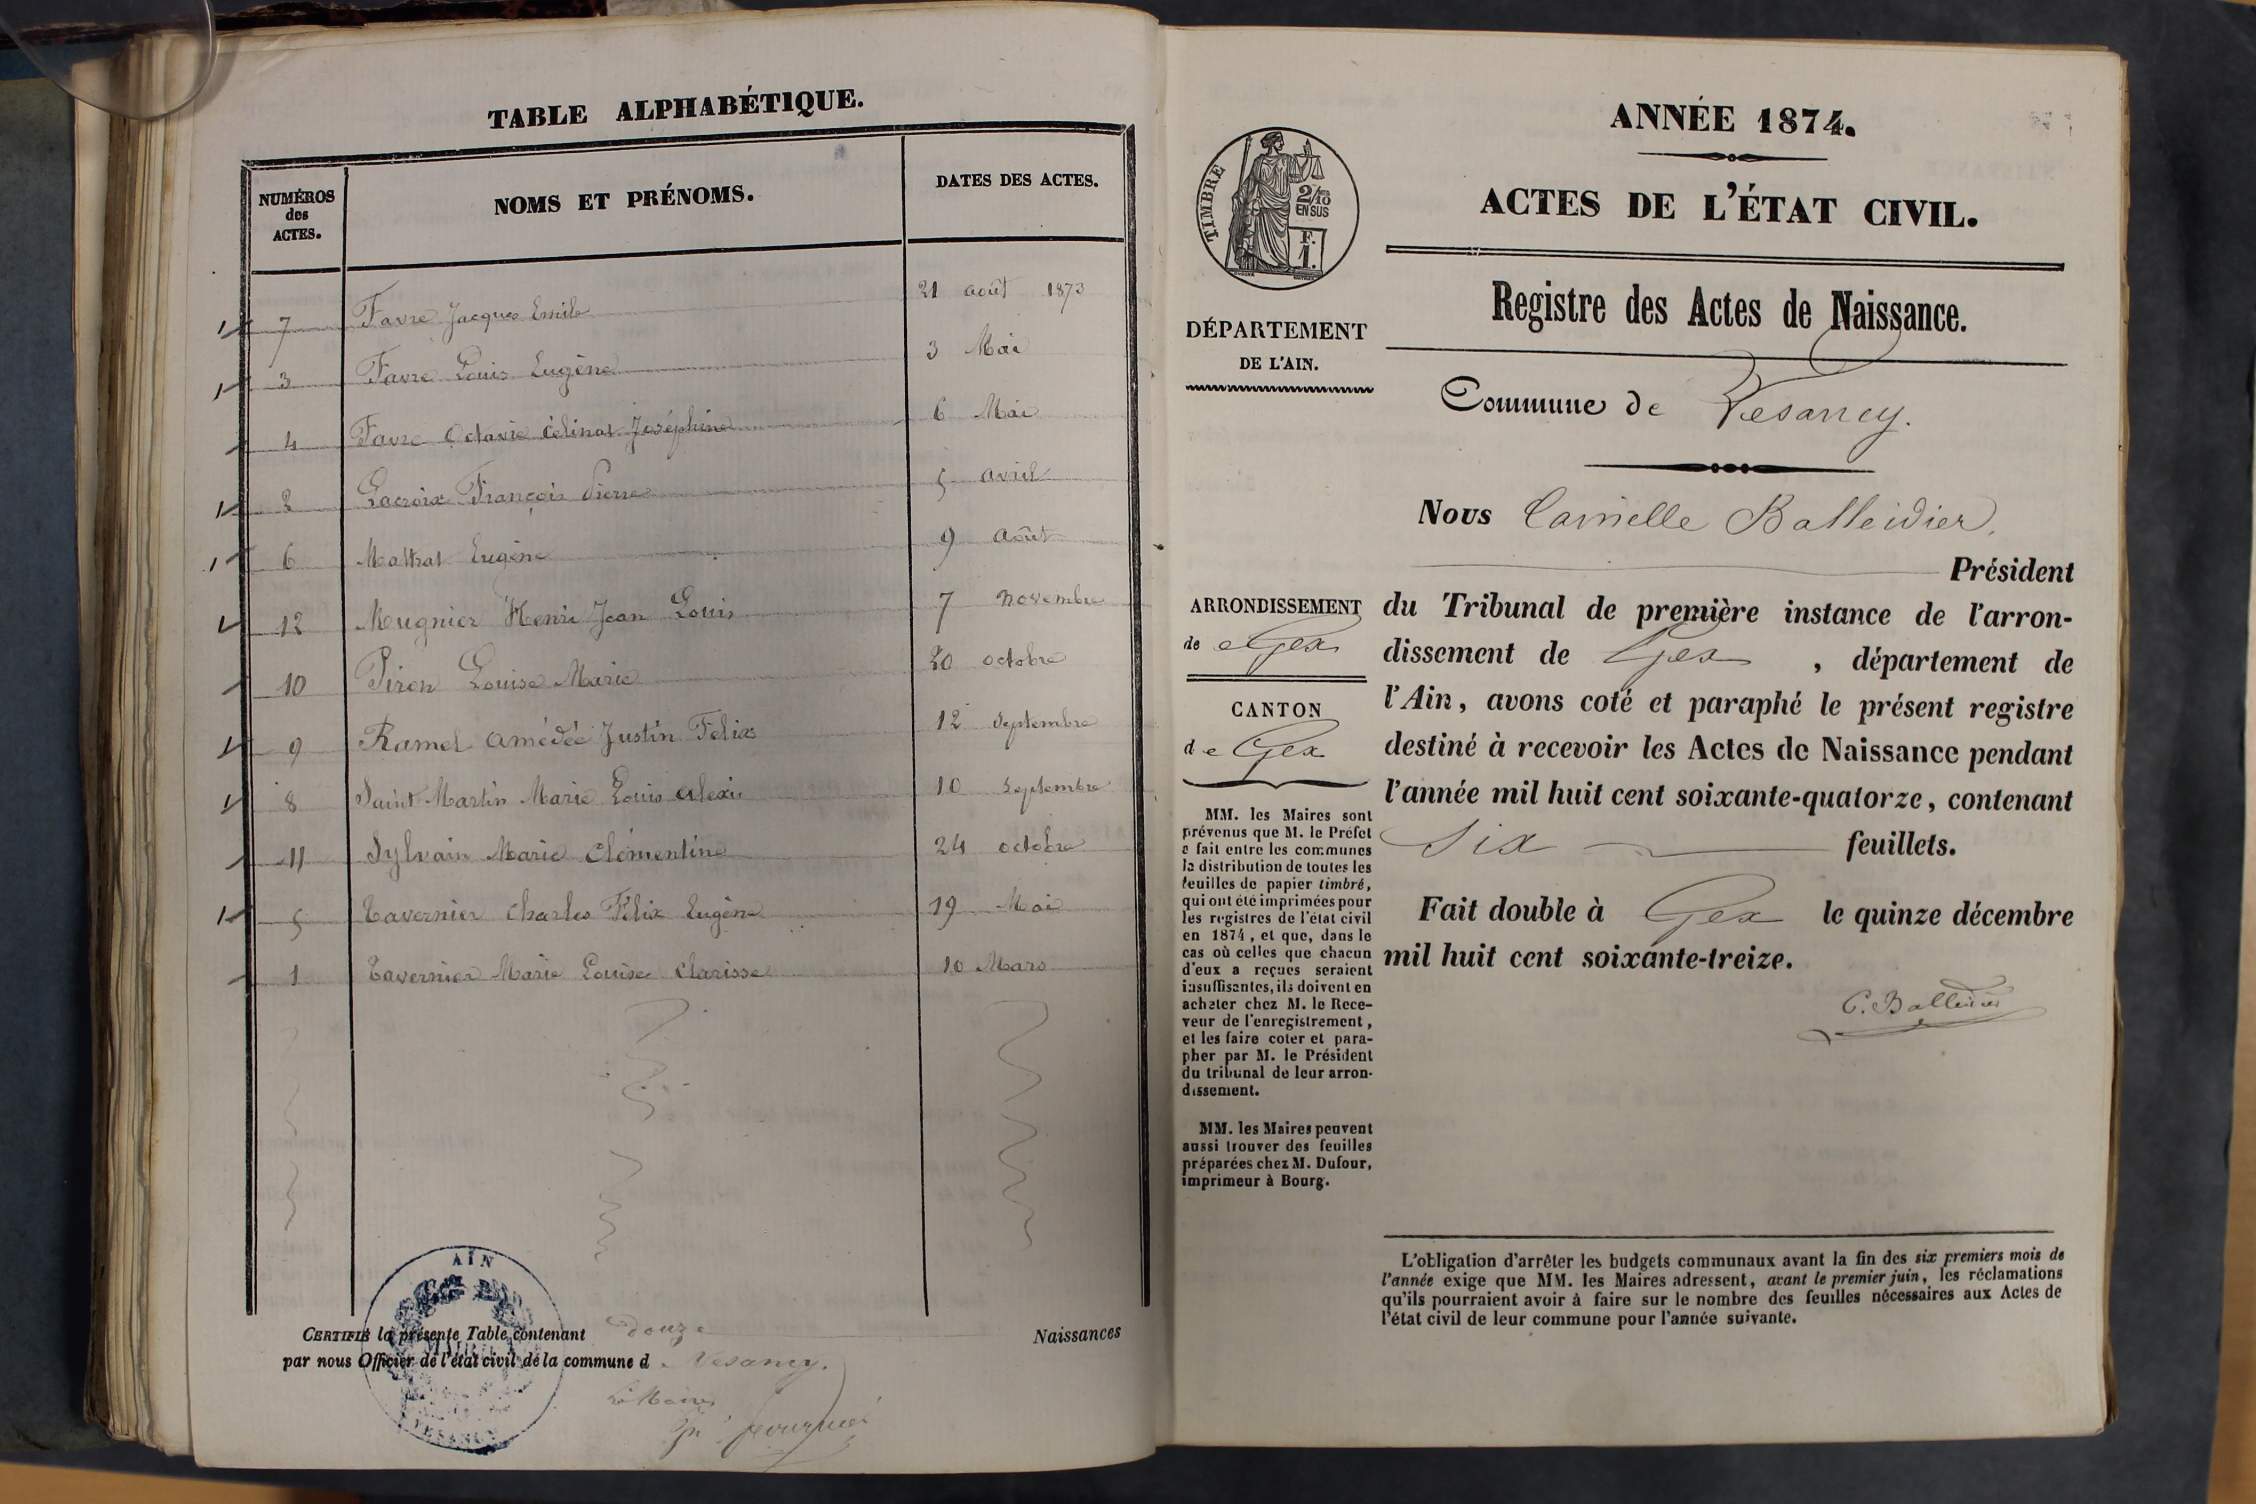 TABLE ALPHABÉTIQUE.
NUMÉROS des ACTES. NOMS ET PRÉNOMS. DATES DES ACTES.
7 Favre Jacques Emile 21 août 1873
3 Favre Louis Eugène 3 Mai
4 Favre Octavie Célina Joséphine 6 Mai
2 Lacroix François Pierre 5 avril
6 Mattrat Eugène 9 Août
12 Mugnier Henri Jean Louis 7 novembre
10 Piron Louise Marie 20 octobre
9 Ramel Amédée Justin Felix 12 Septembre
8 Saint Martin Marie Louis Alexis 10 Septembre
11 Sylvain Marie Clémentine 24 octobre
5 Tavernier Charles Félix Eugène 19 Mai
1 Tavernier Marie Louise Clarisse 10 Mars
CERTIFIÉ la présente Table contenant douze Naissances
par nous Officier de l'état civil de la commune d Vesancy.
Le Maire
AIN
MAIRIE
VESANCY
ANNÉE 1874.
ACTES DE L'ÉTAT CIVIL.
TIMBRE
2/10
EN SUS
F.
1.
Registre des Actes de Naissance.
DÉPARTEMENT
DE L'AIN.
Commune de Vesancy.
Nous Camille Balleidier,
Président
du Tribunal de première instance de l'arron-
dissement de Gex , département de
l'Ain, avons coté et paraphé le présent registre
destiné à recevoir les Actes de Naissance pendant
l'année mil huit cent soixante-quatorze, contenant
Six feuillets.
Fait double à Gex le quinze décembre
mil huit cent soixante-treize.
C. Balleidier
ARRONDISSEMENT
de Gex
CANTON
de Gex
MM. les Maires sont
prévenus que M. le Préfet
a fait entre les communes
la distribution de toutes les
feuilles de papier timbré,
qui ont été imprimées pour
les registres de l'état civil
en 1874, et que, dans le
cas où celles que chacun
d'eux a reçues seraient
insuffisantes, ils doivent en
acheter chez M. le Rece-
veur de l'enregistrement,
et les faire coter et para-
pher par M. le Président
du tribunal de leur arron-
dissement.
MM. les Maires peuvent
aussi trouver des feuilles
préparées chez M. Dufour,
imprimeur à Bourg.
L'obligation d'arrêter les budgets communaux avant la fin des six premiers mois de
l'année exige que MM. les Maires adressent, avant le premier juin, les réclamations
qu'ils pourraient avoir à faire sur le nombre des feuilles nécessaires aux Actes de
l'état civil de leur commune pour l'année suivante.